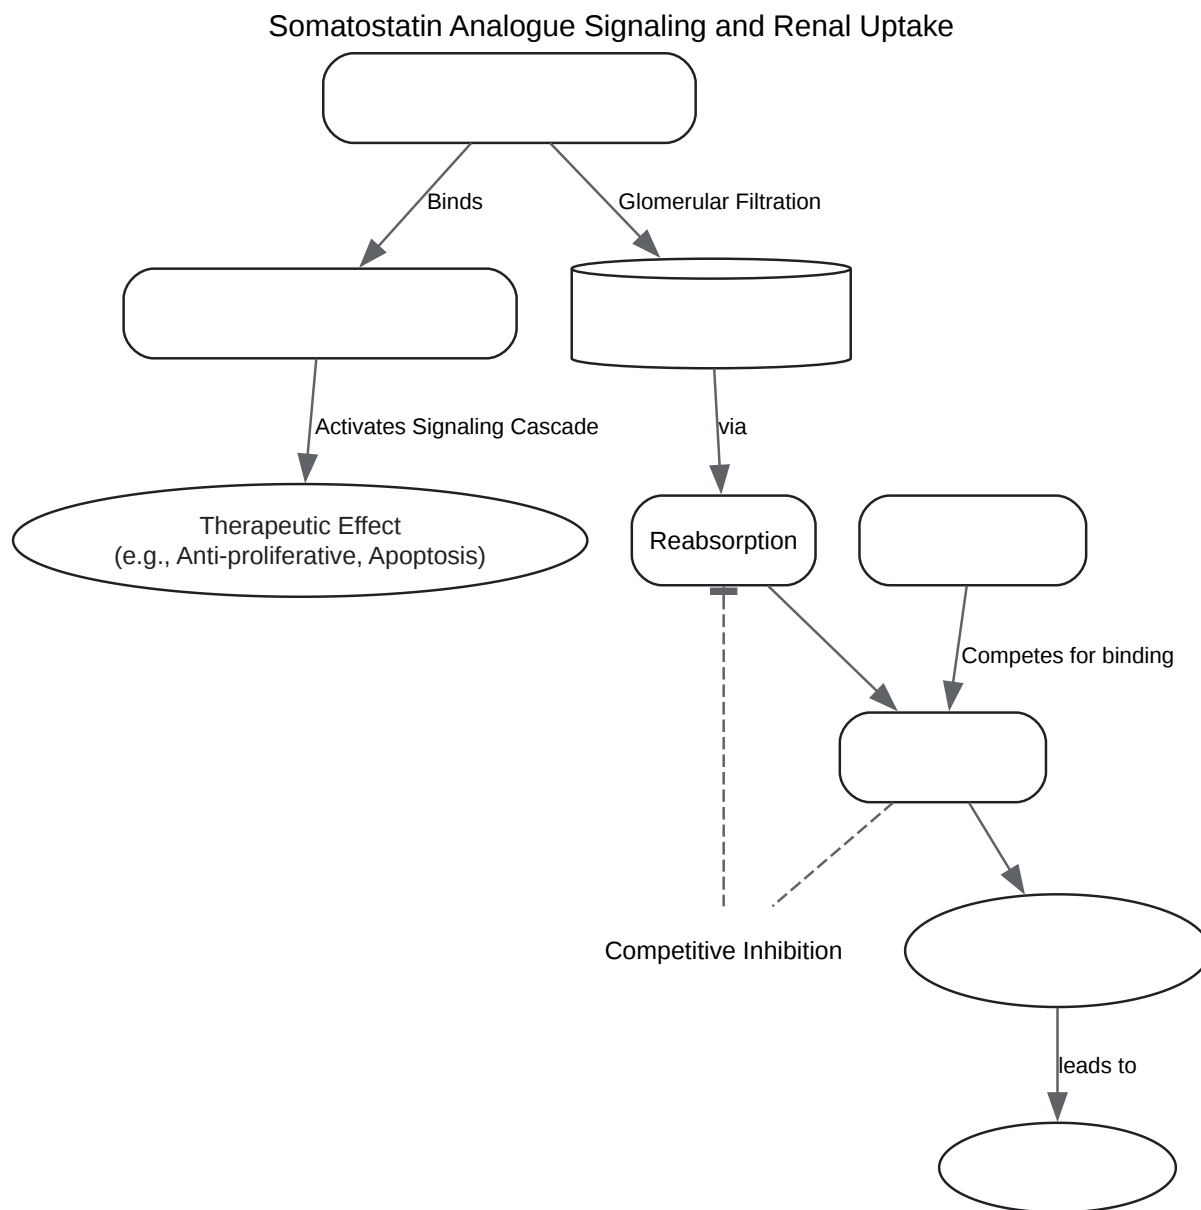 Somatostatin Analogue Signaling and Renal Uptake
Binds
Glomerular Filtration
Activates Signaling Cascade
via
Therapeutic Effect
(e.g., Anti-proliferative, Apoptosis)
Reabsorption
Competes for binding
Competitive Inhibition
leads to